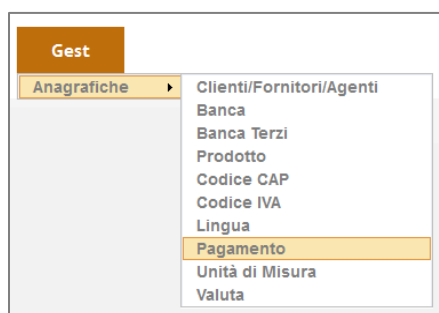 Gest
Anagrafiche
Clienti/Fornitori/Agenti
Banca
Banca Terzi
Prodotto
Codice CAP
Codice IVA
Lingua
Pagamento
Unità di Misura
Valuta